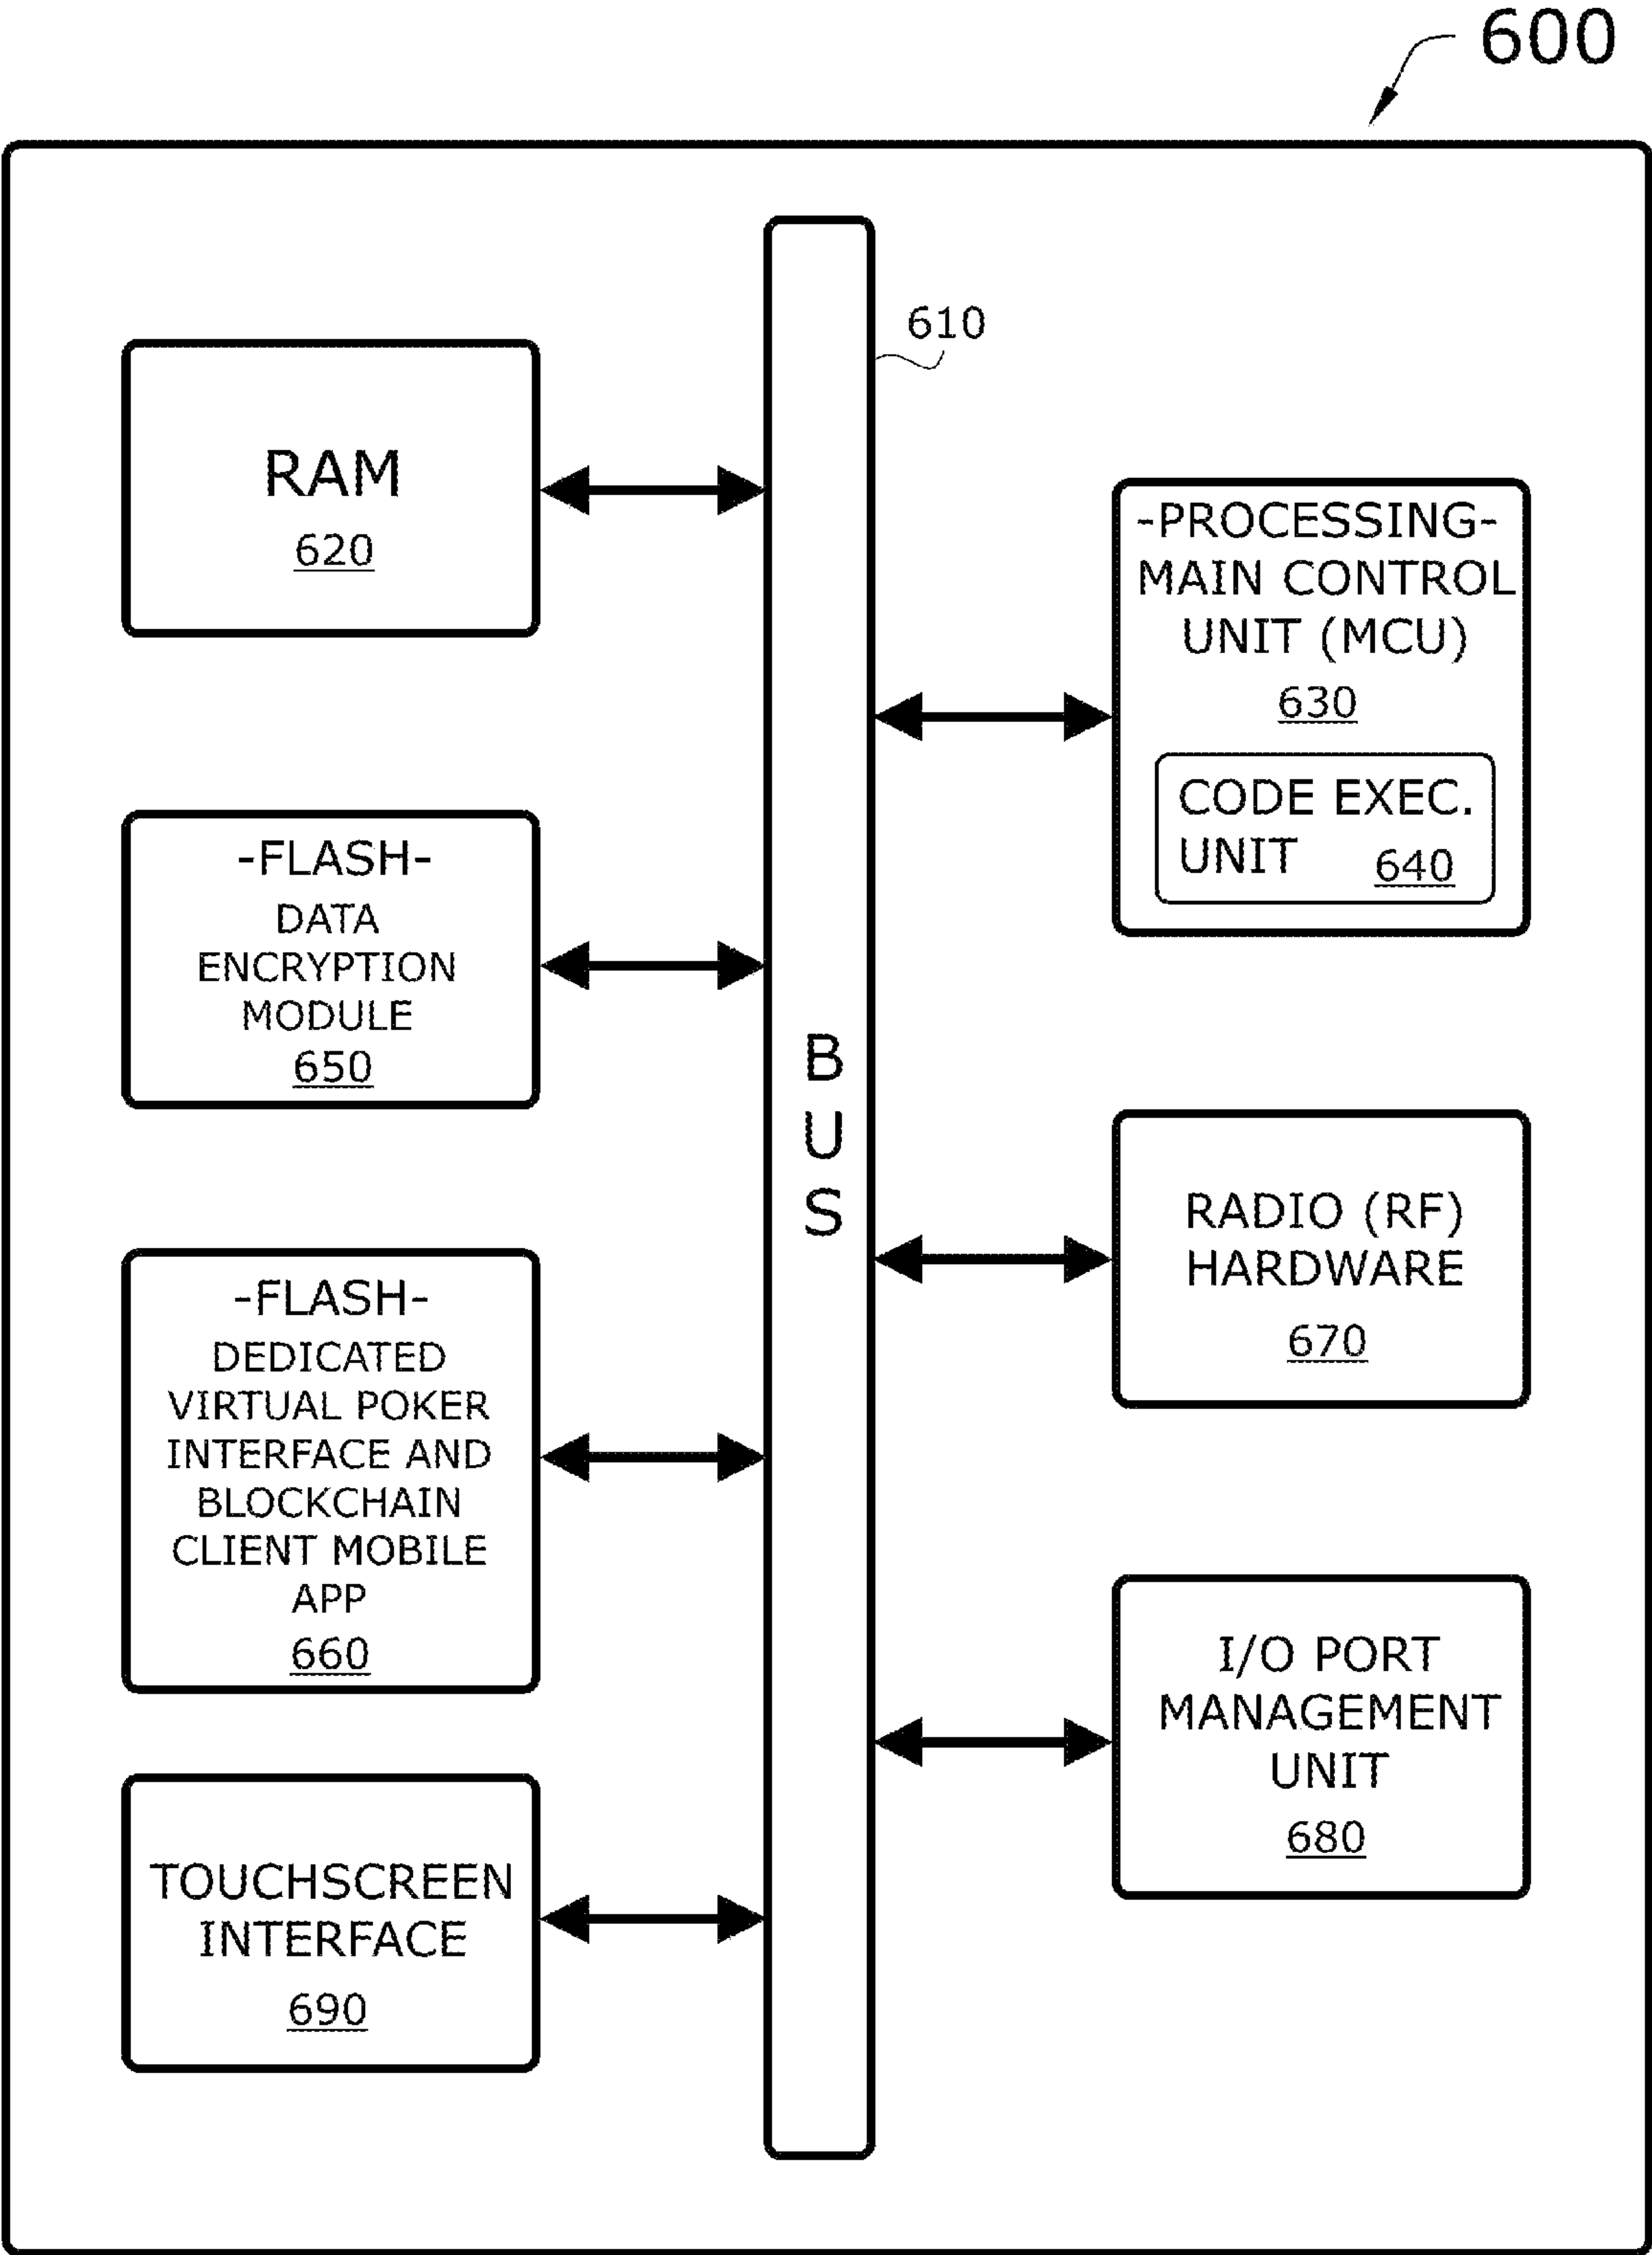 600
610
RAM
620
-PROCESSING-
MAIN CONTROL
UNIT (MCU)
630
CODE EXEC.
UNIT 640
-FLASH-
DATA
ENCRYPTION
MODULE
650
B
U
S
RADIO (RF)
HARDWARE
670
-FLASH-
DEDICATED
VIRTUAL POKER
INTERFACE AND
BLOCKCHAIN
CLIENT MOBILE
APP
660
I/O PORT
MANAGEMENT
UNIT
680
TOUCHSCREEN
INTERFACE
690